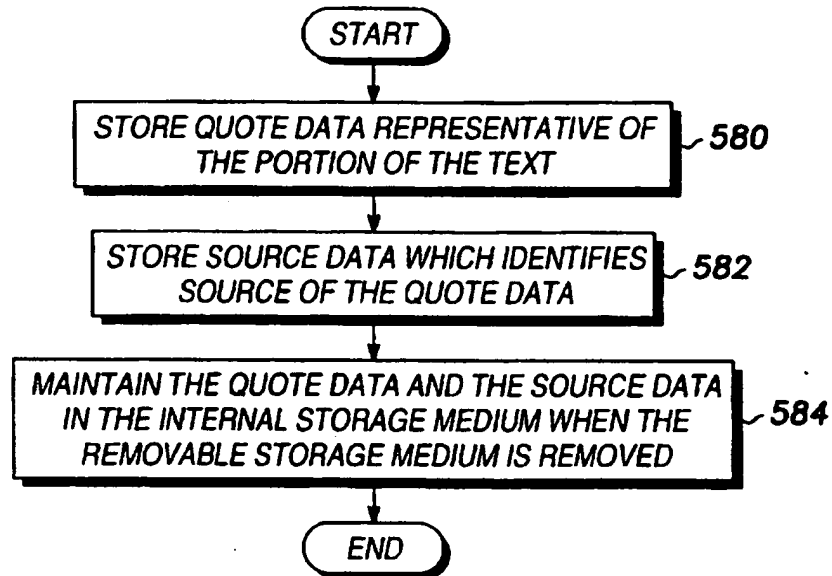 START
STORE QUOTE DATA REPRESENTATIVE OF
THE PORTION OF THE TEXT
580
STORE SOURCE DATA WHICH IDENTIFIES
SOURCE OF THE QUOTE DATA
582
MAINTAIN THE QUOTE DATA AND THE SOURCE DATA
IN THE INTERNAL STORAGE MEDIUM WHEN THE
REMOVABLE STORAGE MEDIUM IS REMOVED
584
END